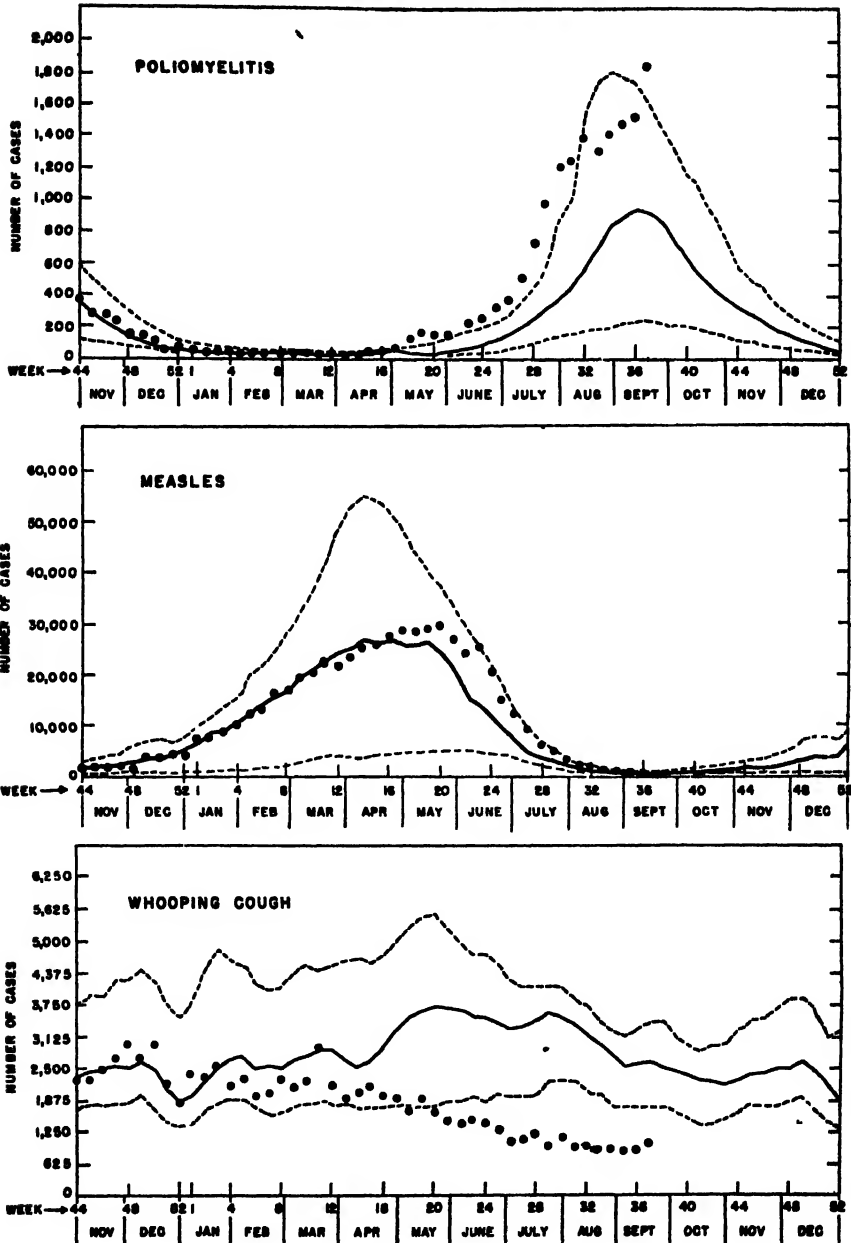 POLIOMYELITIS
NUMBER OF CASES
2,000
1,800
1,600
1,400
1,200
1,000
800
600
400
200
0
WEEK→ 44 48 52 4 8 12 16 20 24 28 32 36 40 44 48 52
NOV DEC JAN FEB MAR APR MAY JUNE JULY AUG SEPT OCT NOV DEC
MEASLES
NUMBER OF CASES
60,000
50,000
40,000
30,000
20,000
10,000
0
WEEK→ 44 48 52 1 4 8 12 16 20 24 28 32 36 40 44 48 52
NOV DEC JAN FEB MAR APR MAY JUNE JULY AUG SEPT OCT NOV DEC
WHOOPING COUGH
NUMBER OF CASES
6,250
5,625
5,000
4,375
3,750
3,125
2,500
1,875
1,250
625
0
WEEK→ 44 48 52 1 4 8 12 16 20 24 28 32 36 40 44 48 52
NOV DEC JAN FEB MAR APR MAY JUNE JULY AUG SEPT OCT NOV DEC